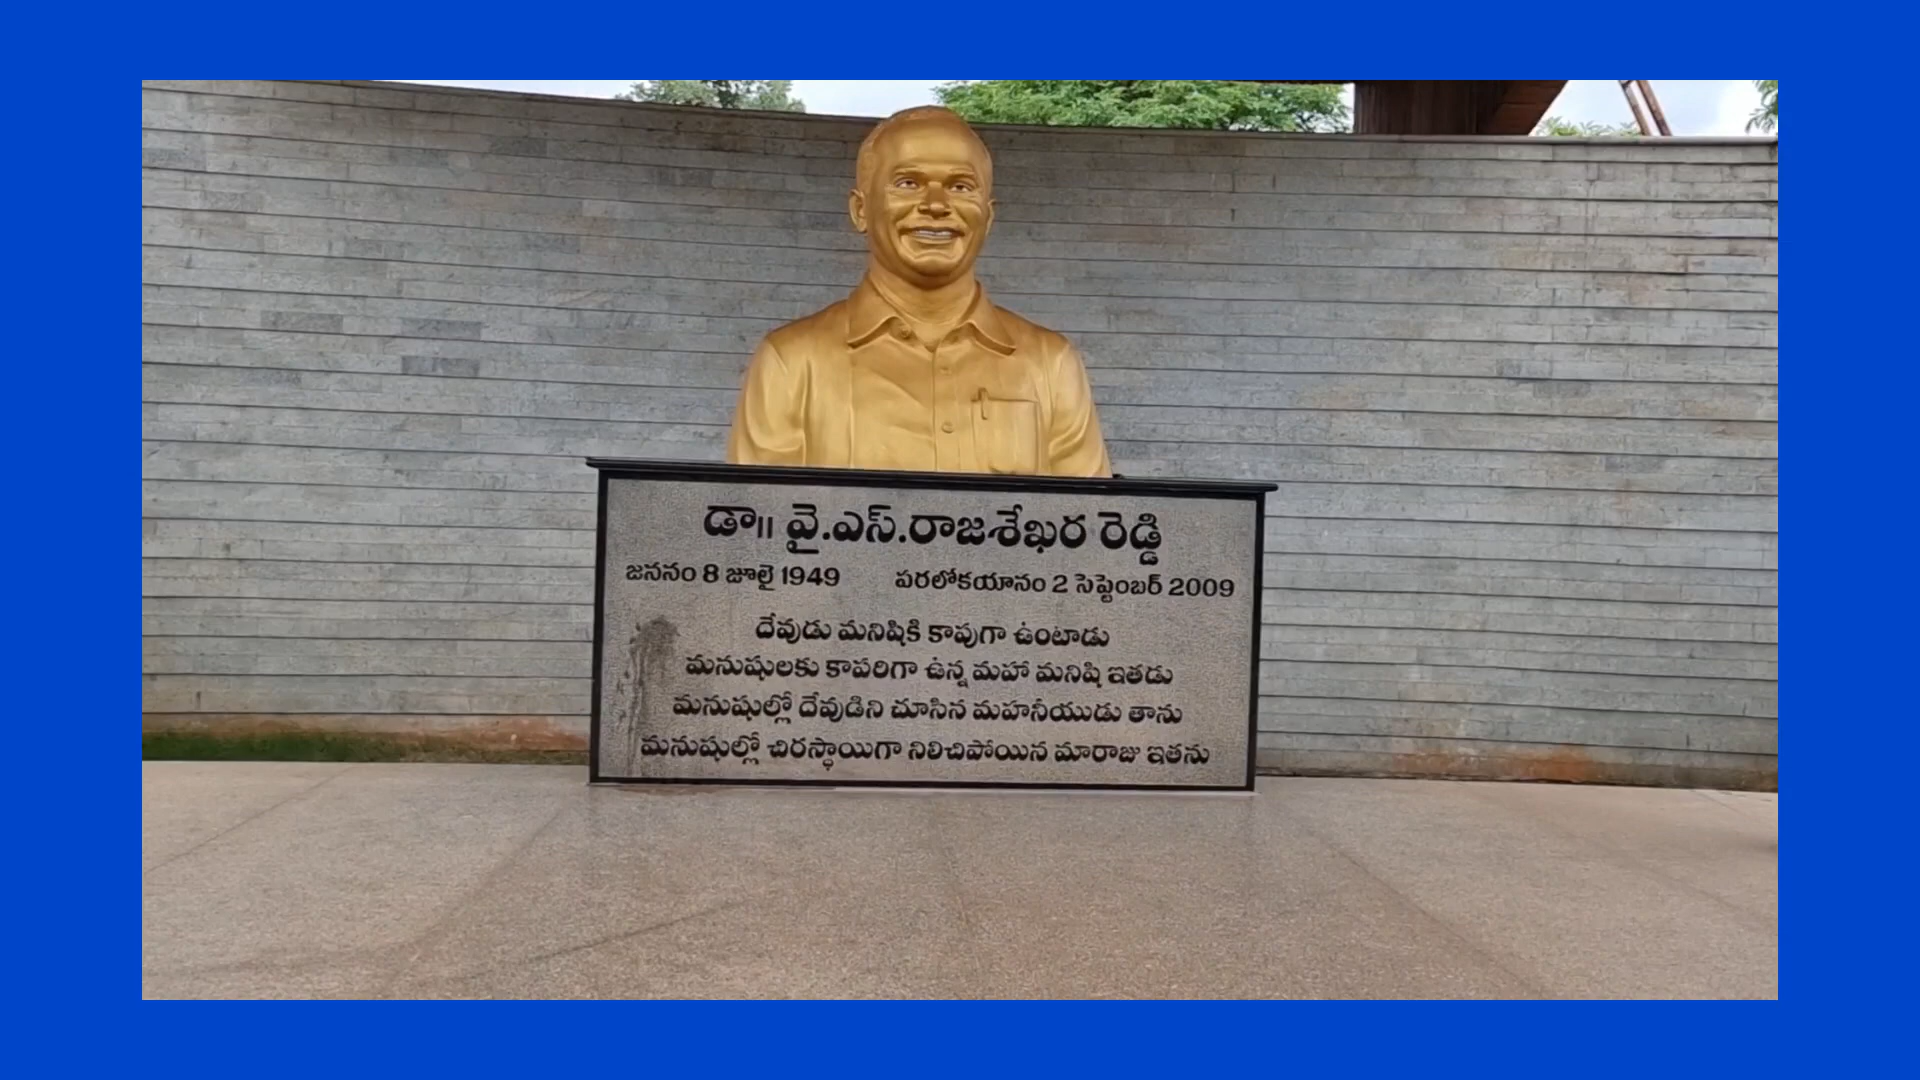 డా॥ వై.ఎస్.రాజశేఖర రెడ్డి
జననం 8 జూలై 1949 పరలోకయానం 2 సెప్టెంబర్ 2009
దేవుడు మనిషికి కాపుగా ఉంటాడు
మనుషులకు కాపరిగా ఉన్న మహా మనిషి ఇతడు
మనుషుల్లో దేవుడిని చూసిన మహనీయుడు తాను
మనుషుల్లో చిరస్థాయిగా నిలిచిపోయిన మారాజు ఇతను